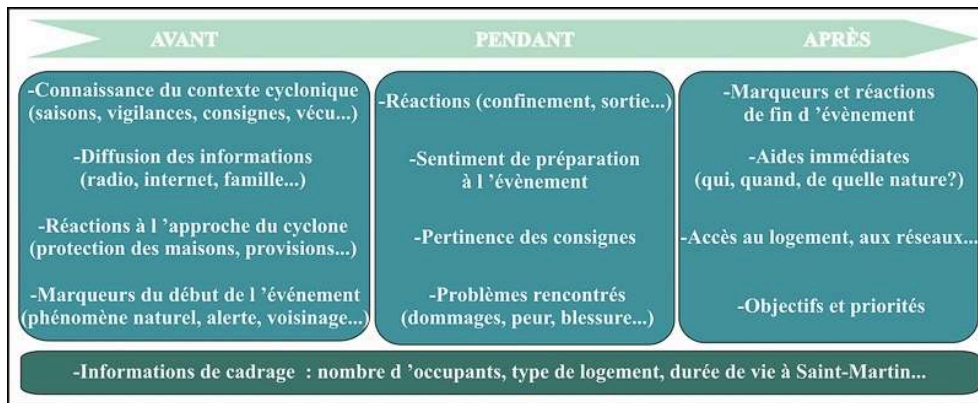 AVANT
PENDANT
APRÈS
-Connaissance du contexte cyclonique
(saisons, vigilances, consignes, vécu...)
-Diffusion des informations
(radio, internet, famille...)
-Réactions à l ’approche du cyclone
(protection des maisons, provisions...)
-Marqueurs du début de l ’événement
(phénomène naturel, alerte, voisinage...)
-Réactions (confinement, sortie...)
-Sentiment de préparation
à l ’évènement
-Pertinence des consignes
-Problèmes rencontrés
(dommages, peur, blessure...)
-Marqueurs et réactions
de fin d ’évènement
-Aides immédiates
(qui, quand, de quelle nature?)
-Accès au logement, aux réseaux...
-Objectifs et priorités
-Informations de cadrage : nombre d ’occupants, type de logement, durée de vie à Saint-Martin...